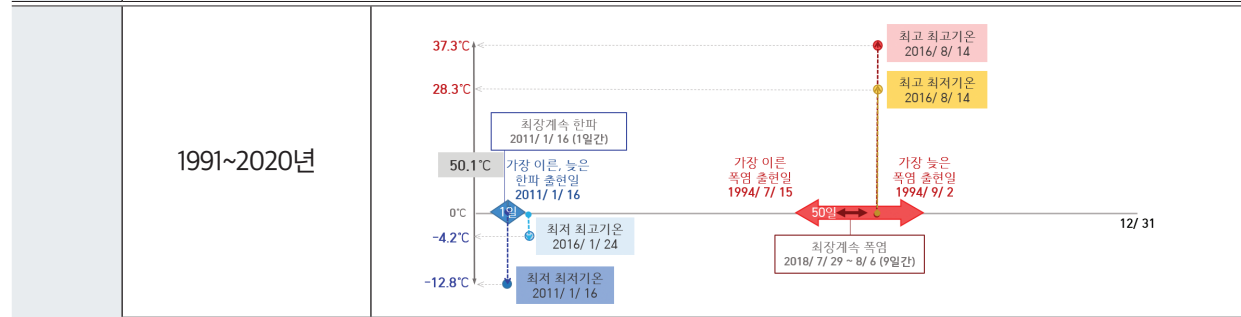 1991~2020년
37.3℃
최고 최고기온
2016/ 8/ 14
28.3℃
최고 최저기온
2016/ 8/ 14
최장계속 한파
2011/ 1/ 16 (1일간)
50.1℃
가장 이른, 늦은
한파 출현일
2011/ 1/ 16
가장 이른
폭염 출현일
1994/ 7/ 15
가장 늦은
폭염 출현일
1994/ 9/ 2
0℃
1일
50일
12/ 31
-4.2℃
최저 최고기온
2016/ 1/ 24
최장계속 폭염
2018/ 7/ 29 ~ 8/ 6 (9일간)
-12.8℃
최저 최저기온
2011/ 1/ 16